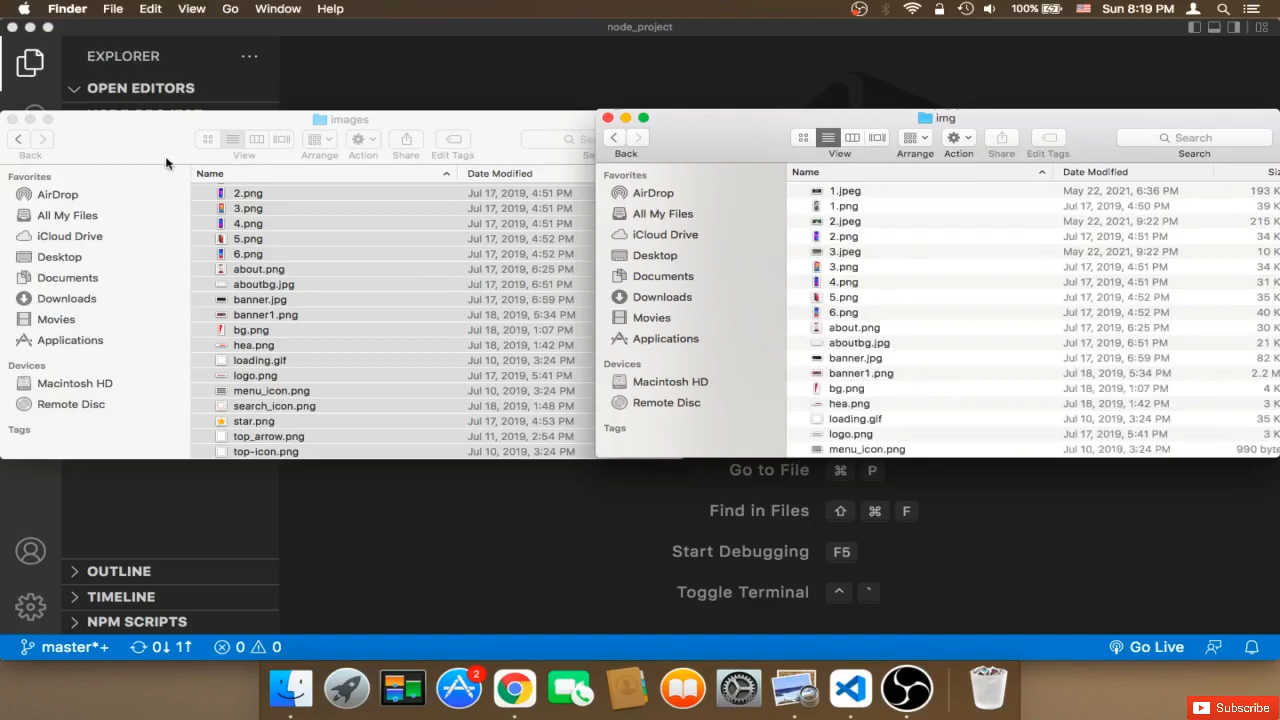 Finder File Edit View Go Window Help 100% Sun 8:19 PM
node_project
EXPLORER
OPEN EDITORS
images
Back View Arrange Action Share Edit Tags
Favorites
AirDrop
All My Files
iCloud Drive
Desktop
Documents
Downloads
Movies
Applications
Devices
Macintosh HD
Remote Disc
Tags
Name Date Modified
2.png Jul 17, 2019, 4:51 PM
3.png Jul 17, 2019, 4:51 PM
4.png Jul 17, 2019, 4:51 PM
5.png Jul 17, 2019, 4:52 PM
6.png Jul 17, 2019, 4:52 PM
about.png Jul 17, 2019, 6:25 PM
aboutbg.jpg Jul 17, 2019, 6:51 PM
banner.jpg Jul 17, 2019, 6:59 PM
banner1.png Jul 18, 2019, 5:34 PM
bg.png Jul 18, 2019, 1:07 PM
hea.png Jul 18, 2019, 1:42 PM
loading.gif Jul 10, 2019, 3:24 PM
logo.png Jul 17, 2019, 5:41 PM
menu_icon.png Jul 10, 2019, 3:24 PM
search_icon.png Jul 18, 2019, 1:48 PM
star.png Jul 17, 2019, 4:53 PM
top_arrow.png Jul 11, 2019, 2:54 PM
top-icon.png Jul 10, 2019, 3:24 PM
img
Search
Back View Arrange Action Share Edit Tags Search
Favorites
AirDrop
All My Files
iCloud Drive
Desktop
Documents
Downloads
Movies
Applications
Devices
Macintosh HD
Remote Disc
Tags
Name Date Modified Siz
1.jpeg May 22, 2021, 6:36 PM 193 K
1.png Jul 17, 2019, 4:50 PM 39 K
2.jpeg May 22, 2021, 9:22 PM 215 K
2.png Jul 17, 2019, 4:51 PM 34 K
3.jpeg May 22, 2021, 9:22 PM 10 K
3.png Jul 17, 2019, 4:51 PM 34 K
4.png Jul 17, 2019, 4:51 PM 31 K
5.png Jul 17, 2019, 4:52 PM 35 K
6.png Jul 17, 2019, 4:52 PM 40 K
about.png Jul 17, 2019, 6:25 PM 30 K
aboutbg.jpg Jul 17, 2019, 6:51 PM 21 K
banner.jpg Jul 17, 2019, 6:59 PM 82 K
banner1.png Jul 18, 2019, 5:34 PM 2.2 M
bg.png Jul 18, 2019, 1:07 PM 4 K
hea.png Jul 18, 2019, 1:42 PM 3 K
loading.gif Jul 10, 2019, 3:24 PM 35 K
logo.png Jul 17, 2019, 5:41 PM 3 K
menu_icon.png Jul 10, 2019, 3:24 PM 990 byte
Go to File ⌘ P
Find in Files ⇧ ⌘ F
Start Debugging F5
Toggle Terminal ^ `
OUTLINE
TIMELINE
NPM SCRIPTS
master*+ 0↓ 1↑ 0 0 Go Live
2
Subscribe